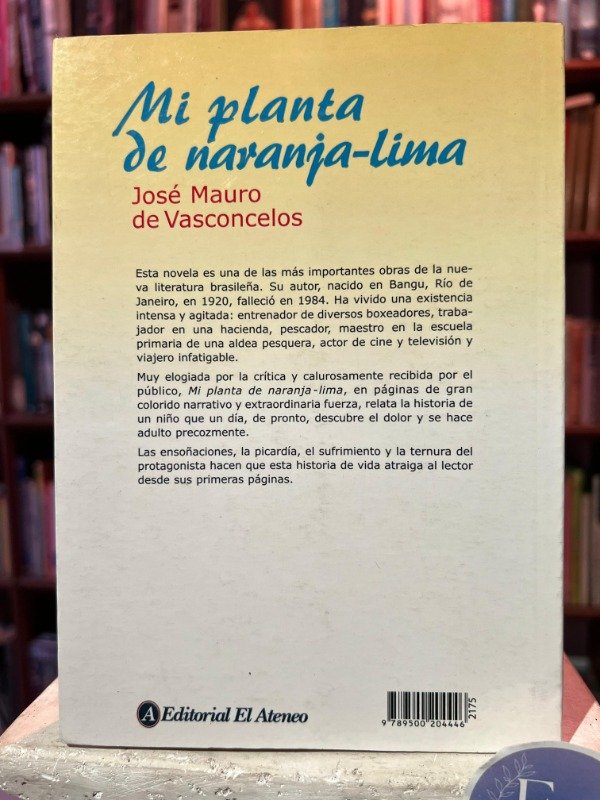 Mi planta
de naranja-lima
José Mauro
de Vasconcelos
Esta novela es una de las más importantes obras de la nue-
va literatura brasileña. Su autor, nacido en Bangu, Río de
Janeiro, en 1920, falleció en 1984. Ha vivido una existencia
intensa y agitada: entrenador de diversos boxeadores, traba-
jador en una hacienda, pescador, maestro en la escuela
primaria de una aldea pesquera, actor de cine y televisión y
viajero infatigable.
Muy elogiada por la crítica y calurosamente recibida por el
público, Mi planta de naranja-lima, en páginas de gran
colorido narrativo y extraordinaria fuerza, relata la historia de
un niño que un día, de pronto, descubre el dolor y se hace
adulto precozmente.
Las ensoñaciones, la picardía, el sufrimiento y la ternura del
protagonista hacen que esta historia de vida atraiga al lector
desde sus primeras páginas.
A Editorial El Ateneo
9 789500 204446
2175